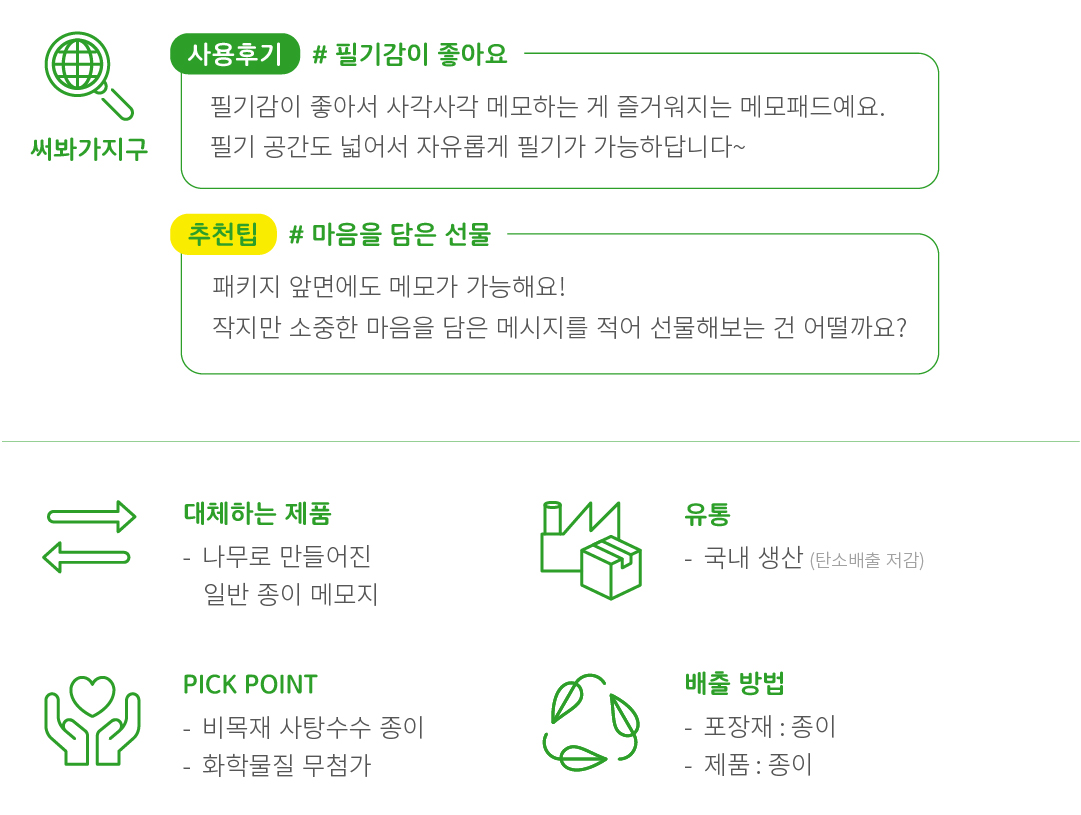 써봐가지구
사용후기 # 필기감이 좋아요
필기감이 좋아서 사각사각 메모하는 게 즐거워지는 메모패드예요.
필기 공간도 넓어서 자유롭게 필기가 가능하답니다~
추천팁 # 마음을 담은 선물
패키지 앞면에도 메모가 가능해요!
작지만 소중한 마음을 담은 메시지를 적어 선물해보는 건 어떨까요?
대체하는 제품
- 나무로 만들어진
일반 종이 메모지
유통
- 국내 생산 (탄소배출 저감)
PICK POINT
- 비목재 사탕수수 종이
- 화학물질 무첨가
배출 방법
- 포장재 : 종이
- 제품 : 종이